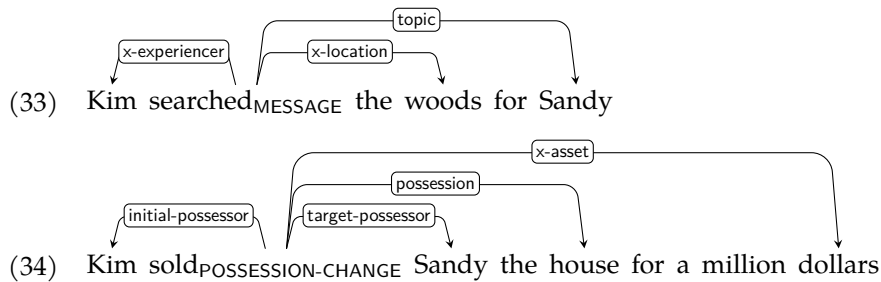 topic
x-experiencer x-location
(33) Kim searchedMESSAGE the woods for Sandy
x-asset
possession
initial-possessor target-possessor
(34) Kim soldPOSSESSION-CHANGE Sandy the house for a million dollars